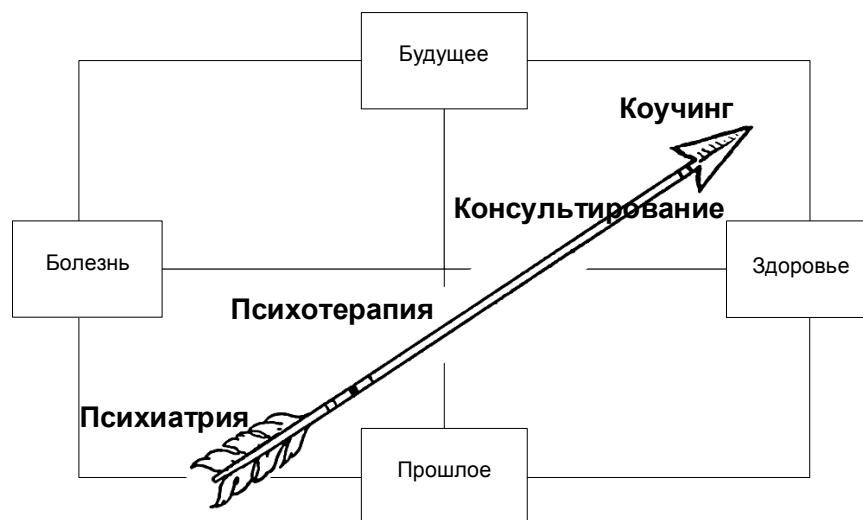 Будущее
Коучинг
Консультирование
Болезнь
Здоровье
Психотерапия
Психиатрия
Прошлое